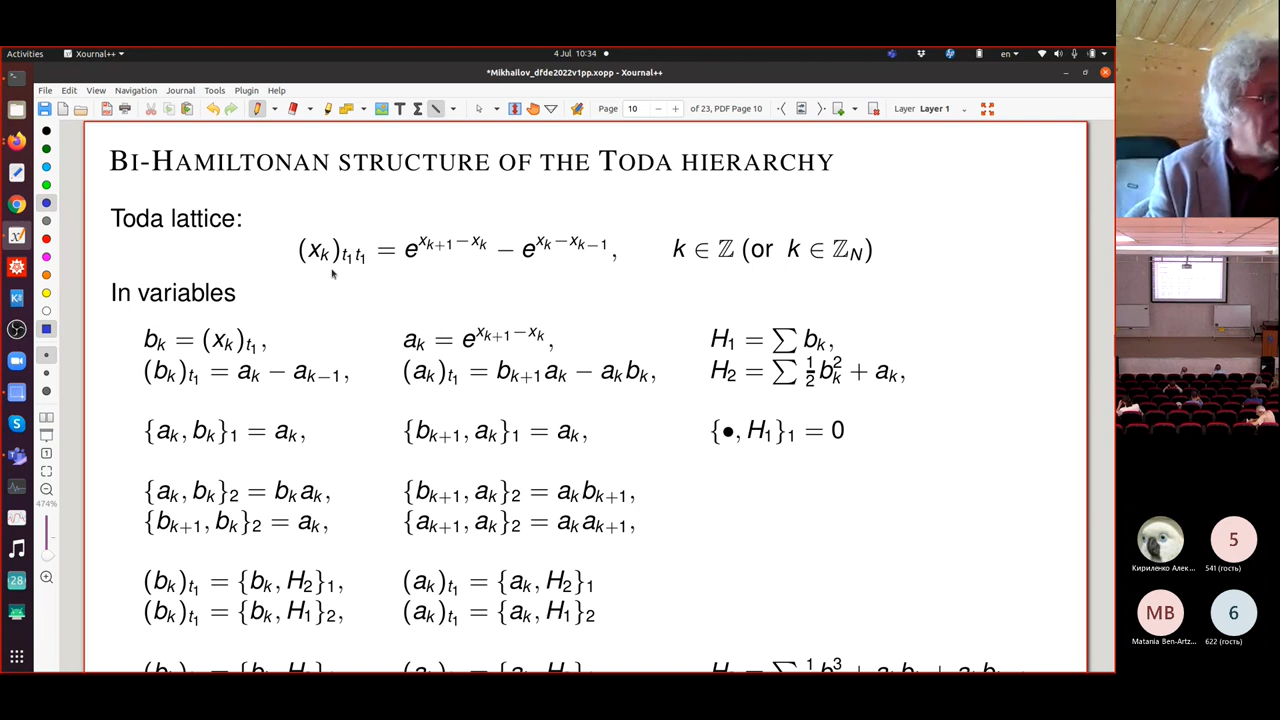 Activities Xournal++ 4 Jul 10:34 en
*Mikhailov_dfde2022v1pp.xopp - Xournal++
File Edit View Navigation Journal Tools Plugin Help
Page 10 of 23, PDF Page 10 Layer Layer 1
BI-HAMILTONAN STRUCTURE OF THE TODA HIERARCHY
Toda lattice:
(x_k)_{t_1 t_1} = e^{x_{k+1}-x_k} − e^{x_k-x_{k-1}}, k ∈ ℤ (or k ∈ ℤ_N)
In variables
b_k = (x_k)_{t_1}, a_k = e^{x_{k+1}-x_k}, H_1 = ∑ b_k,
(b_k)_{t_1} = a_k − a_{k−1}, (a_k)_{t_1} = b_{k+1}a_k − a_k b_k, H_2 = ∑ ½b_k^2 + a_k,
{a_k, b_k}_1 = a_k, {b_{k+1}, a_k}_1 = a_k, {•, H_1}_1 = 0
{a_k, b_k}_2 = b_k a_k, {b_{k+1}, a_k}_2 = a_k b_{k+1},
{b_{k+1}, b_k}_2 = a_k, {a_{k+1}, a_k}_2 = a_k a_{k+1},
(b_k)_{t_1} = {b_k, H_2}_1, (a_k)_{t_1} = {a_k, H_2}_1
(b_k)_{t_1} = {b_k, H_1}_2, (a_k)_{t_1} = {a_k, H_1}_2
474%
28
Кириленко Алек...
5
541 (гость)
MB
Matania Ben-Artz...
6
622 (гость)